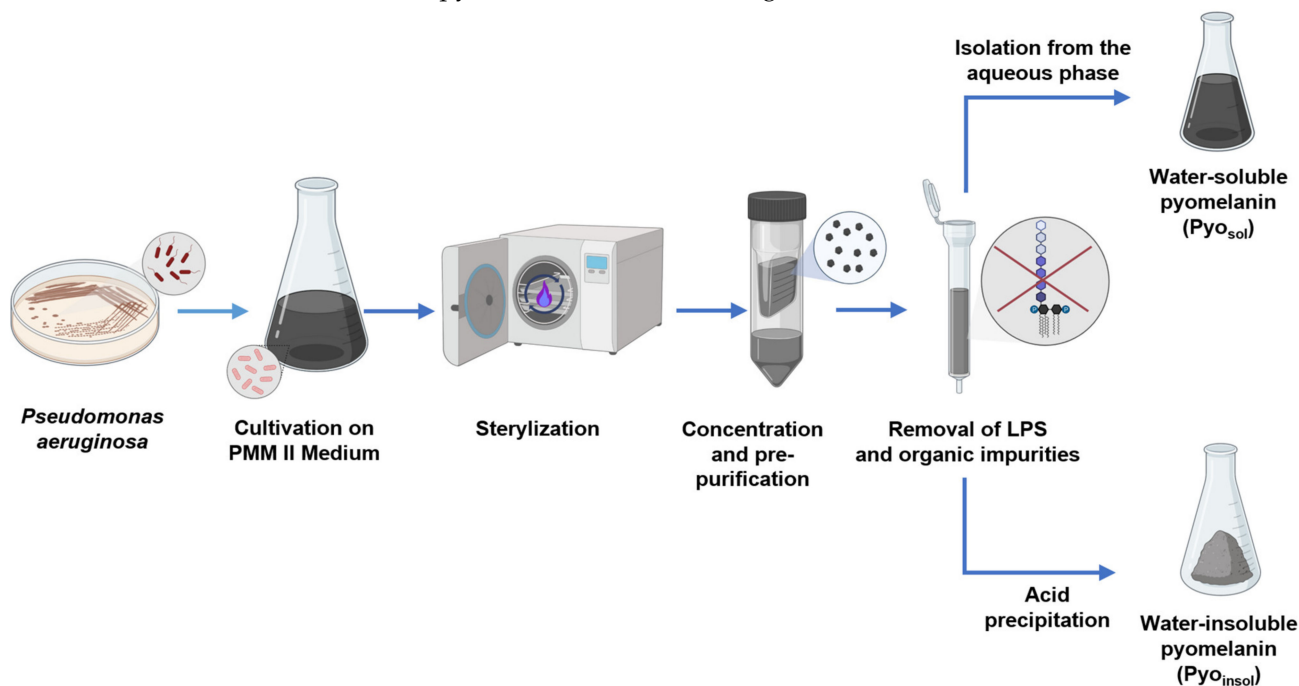 Isolation from the
aqueous phase
Water-soluble
pyomelanin
(Pyosol)
Pseudomonas
aeruginosa
Cultivation on
PMM II Medium
Sterylization
Concentration
and pre-
purification
Removal of LPS
and organic impurities
P
P
Acid
precipitation
Water-insoluble
pyomelanin
(Pyoinsol)